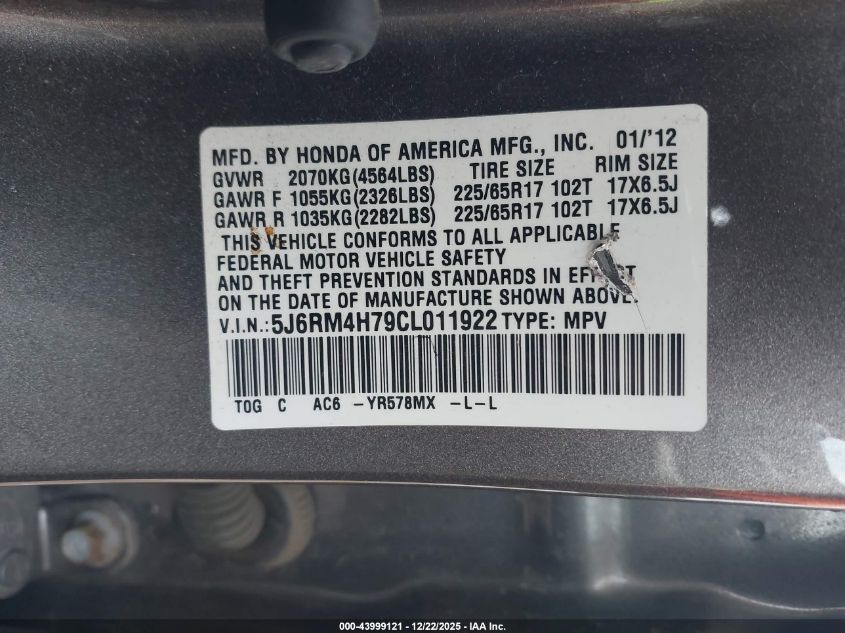 MFD. BY HONDA OF AMERICA MFG., INC. 01/'12
GVWR 2070KG(4564LBS) TIRE SIZE RIM SIZE
GAWR F 1055KG(2326LBS) 225/65R17 102T 17X6.5J
GAWR R 1035KG(2282LBS) 225/65R17 102T 17X6.5J
THIS VEHICLE CONFORMS TO ALL APPLICABLE
FEDERAL MOTOR VEHICLE SAFETY
AND THEFT PREVENTION STANDARDS IN EFFECT
ON THE DATE OF MANUFACTURE SHOWN ABOVE.
V.I.N.: 5J6RM4H79CL011922 TYPE: MPV
TOG C AC6 -YR578MX -L-L
000-43999121 - 12/22/2025 - IAA Inc.